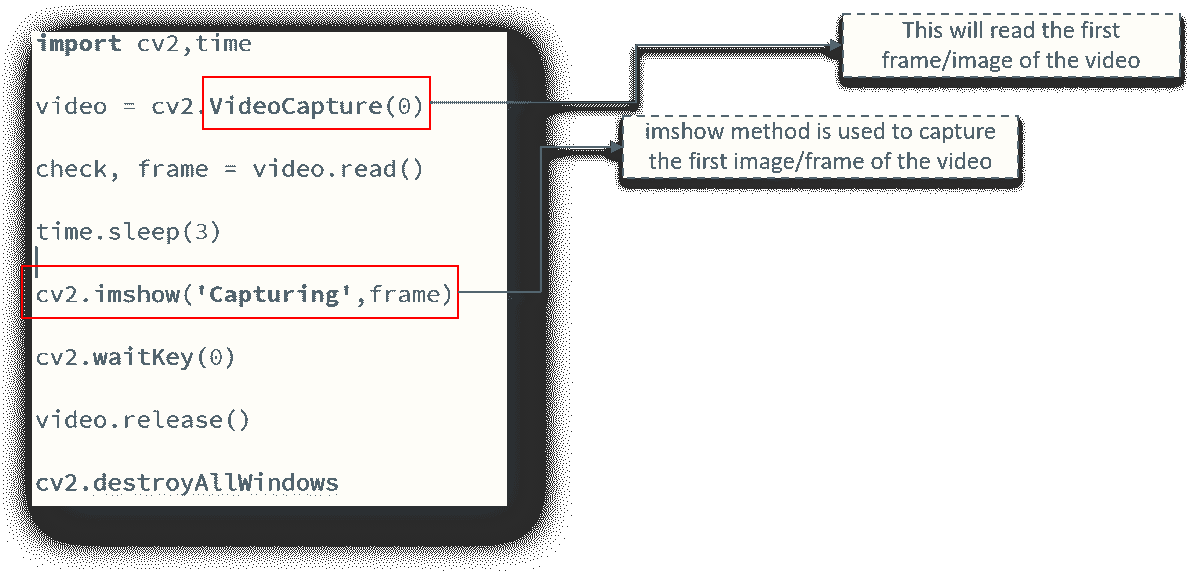 import cv2,time
video = cv2.VideoCapture(0)
check, frame = video.read()
time.sleep(3)
cv2.imshow('Capturing',frame)
cv2.waitKey(0)
video.release()
cv2.destroyAllWindows
This will read the first
frame/image of the video
imshow method is used to capture
the first image/frame of the video